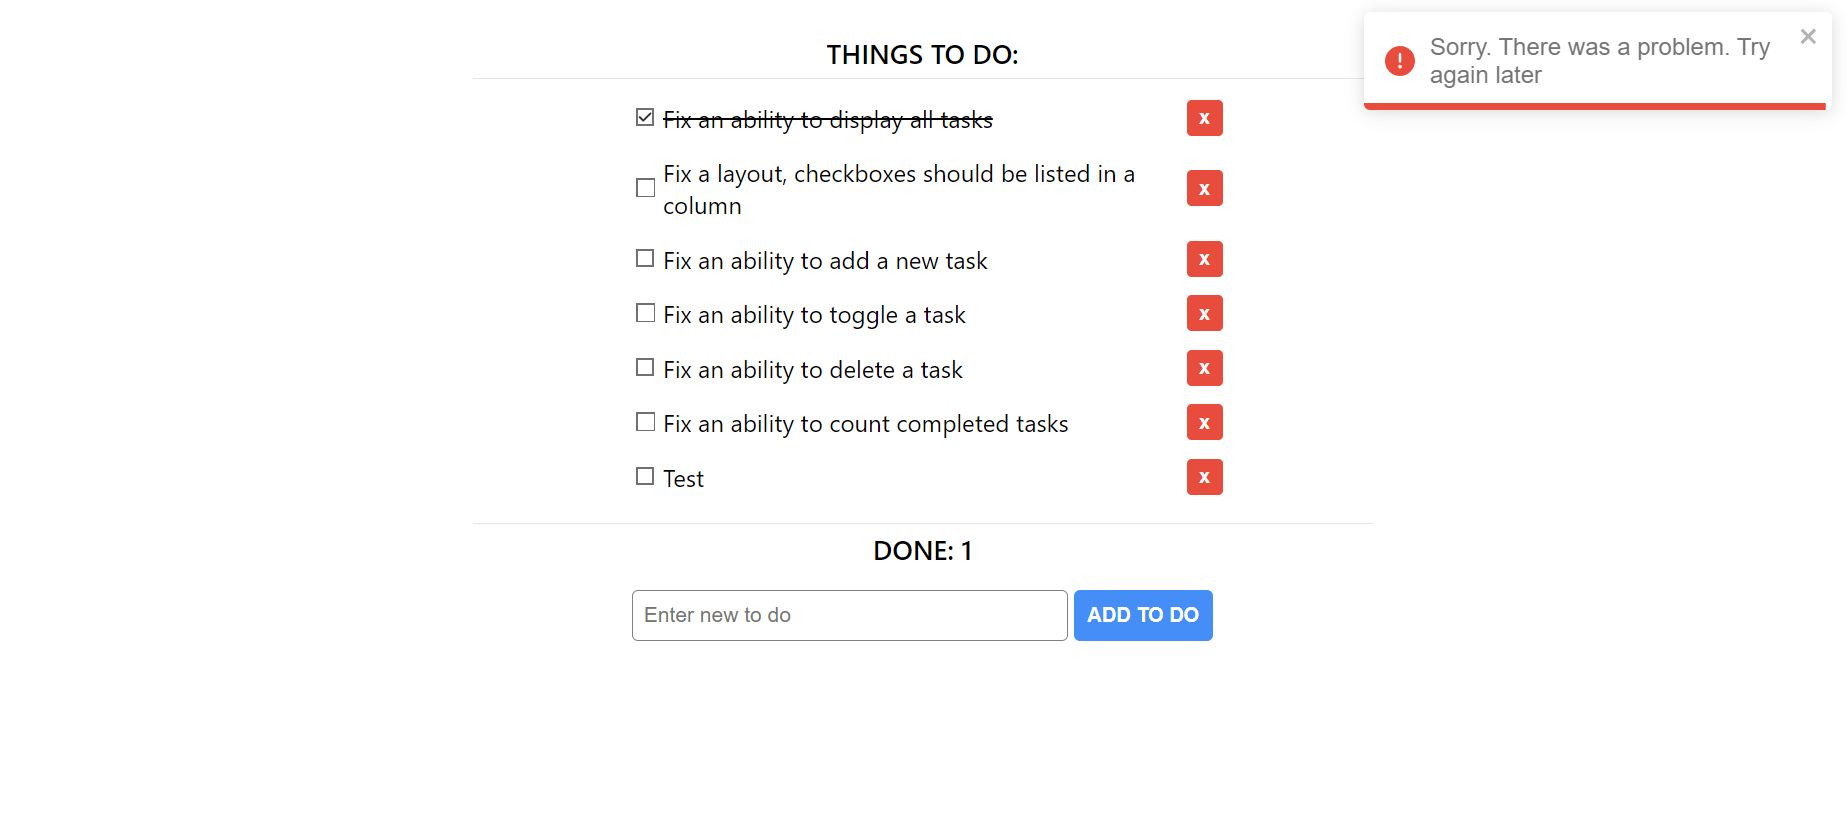 THINGS TO DO:
Sorry. There was a problem. Try
again later
Fix an ability to display all tasks
x
Fix a layout, checkboxes should be listed in a
column
x
Fix an ability to add a new task
x
Fix an ability to toggle a task
x
Fix an ability to delete a task
x
Fix an ability to count completed tasks
x
Test
x
DONE: 1
Enter new to do
ADD TO DO